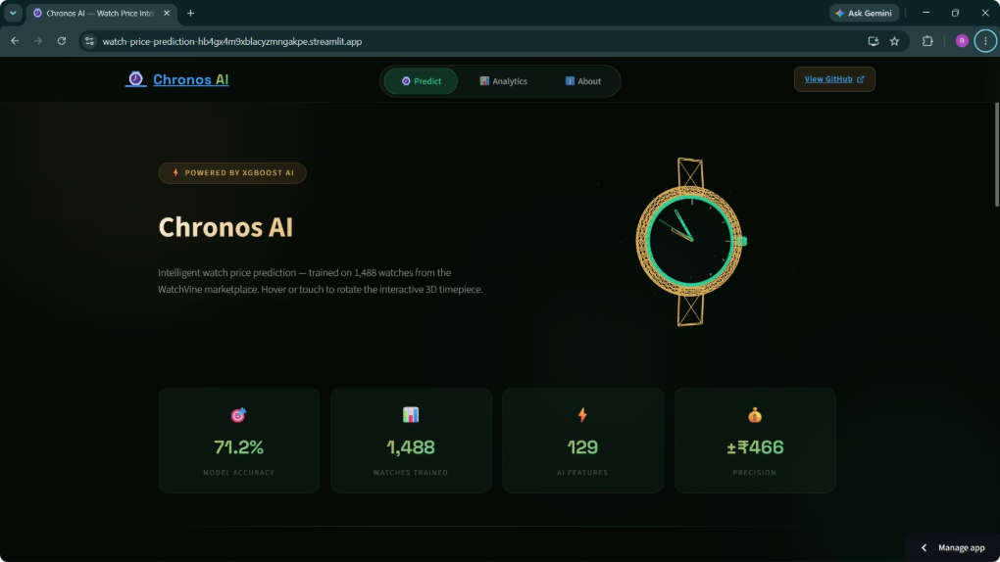 Chronos AI — Watch Price Inte
Ask Gemini
watch-price-prediction-hb4gx4m9xblacyzmngakpe.streamlit.app
Chronos AI
Predict
Analytics
About
View GitHub
POWERED BY XGBOOST AI
Chronos AI
Intelligent watch price prediction — trained on 1,488 watches from the
WatchVine marketplace. Hover or touch to rotate the interactive 3D timepiece.
71.2%
MODEL ACCURACY
1,488
WATCHES TRAINED
129
AI FEATURES
±₹466
PRECISION
Manage app